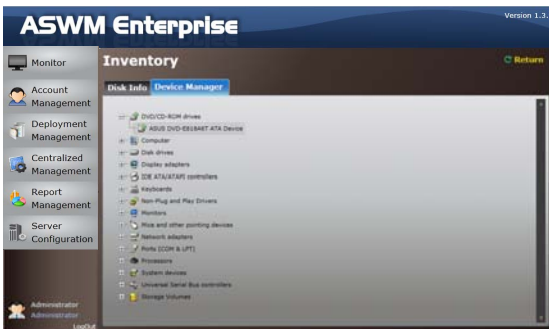 ASWM Enterprise
Version 1.3.
Monitor
Account
Management
Deployment
Management
Centralized
Management
Report
Management
Server
Configuration
Administrator
Administrator
LogOut
Inventory
Return
Disk Info
Device Manager
DVD/CD-ROM drives
ASUS DVD-E818A6T ATA Device
Computer
Disk drives
Display adapters
IDE ATA/ATAPI controllers
Keyboards
Non-Plug and Play Drivers
Monitors
Mice and other pointing devices
Network adapters
Ports (COM & LPT)
Processors
System devices
Universal Serial Bus controllers
Storage Volumes